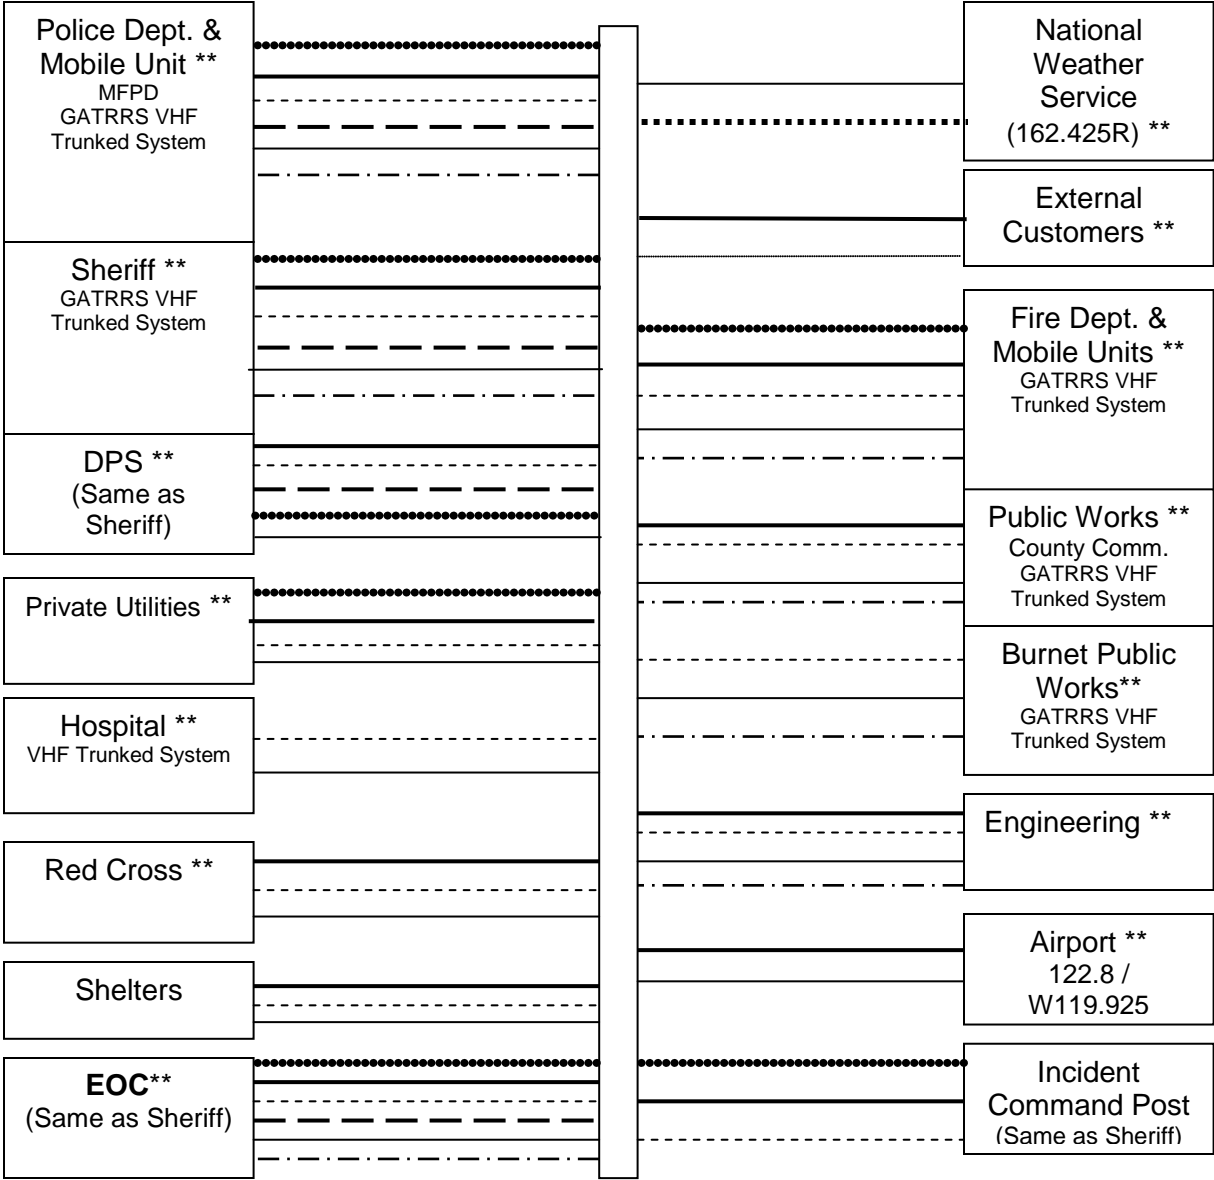 Police Dept. &
Mobile Unit **
MFPD
GATRRS VHF
Trunked System
Sheriff **
GATRRS VHF
Trunked System
DPS **
(Same as
Sheriff)
Private Utilities **
Hospital **
VHF Trunked System
Red Cross **
Shelters
EOC**
(Same as Sheriff)
National
Weather
Service
(162.425R) **
External
Customers **
Fire Dept. &
Mobile Units **
GATRRS VHF
Trunked System
Public Works **
County Comm.
GATRRS VHF
Trunked System
Burnet Public
Works**
GATRRS VHF
Trunked System
Engineering **
Airport **
122.8 /
W119.925
Incident
Command Post
(Same as Sheriff)